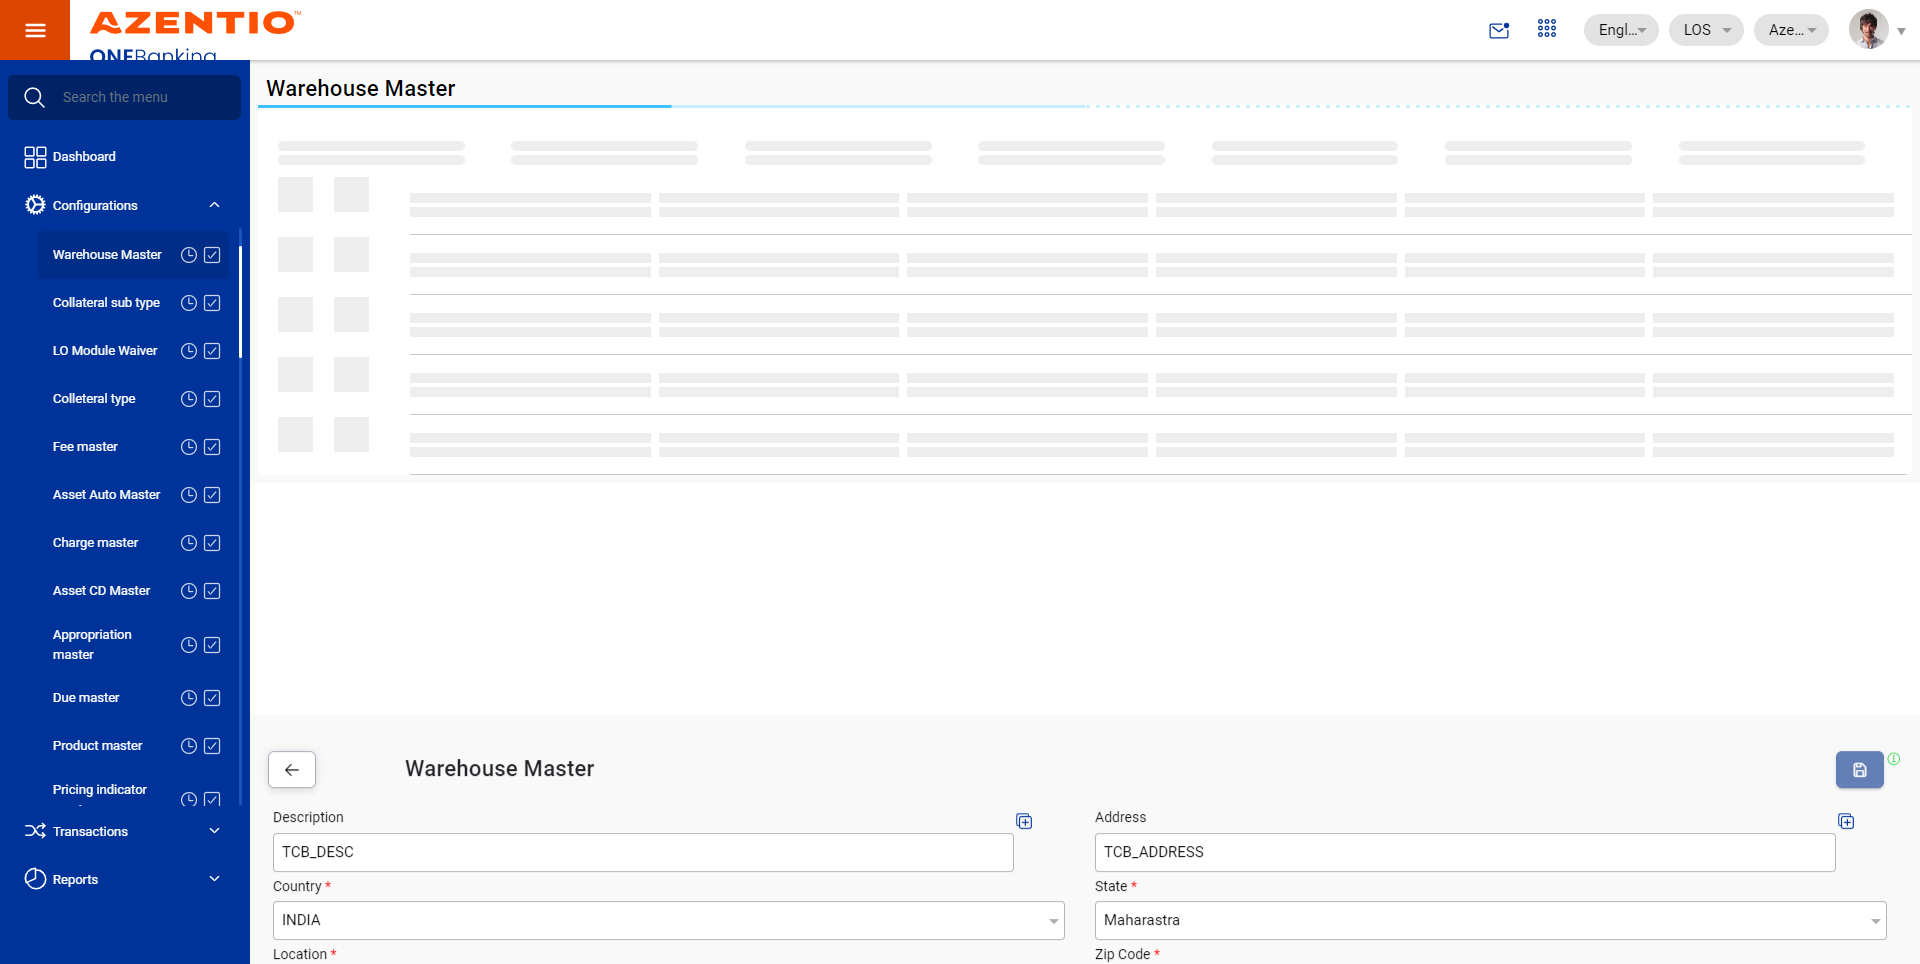 AZENTIO™
ONEBanking
Engl...
LOS
Aze...
Search the menu
Dashboard
Configurations
Warehouse Master
Collateral sub type
LO Module Waiver
Colleteral type
Fee master
Asset Auto Master
Charge master
Asset CD Master
Appropriation
master
Due master
Product master
Pricing indicator
Transactions
Reports
Warehouse Master
Warehouse Master
Description
TCB_DESC
Address
TCB_ADDRESS
Country *
INDIA
State *
Maharastra
Location *
Zip Code *